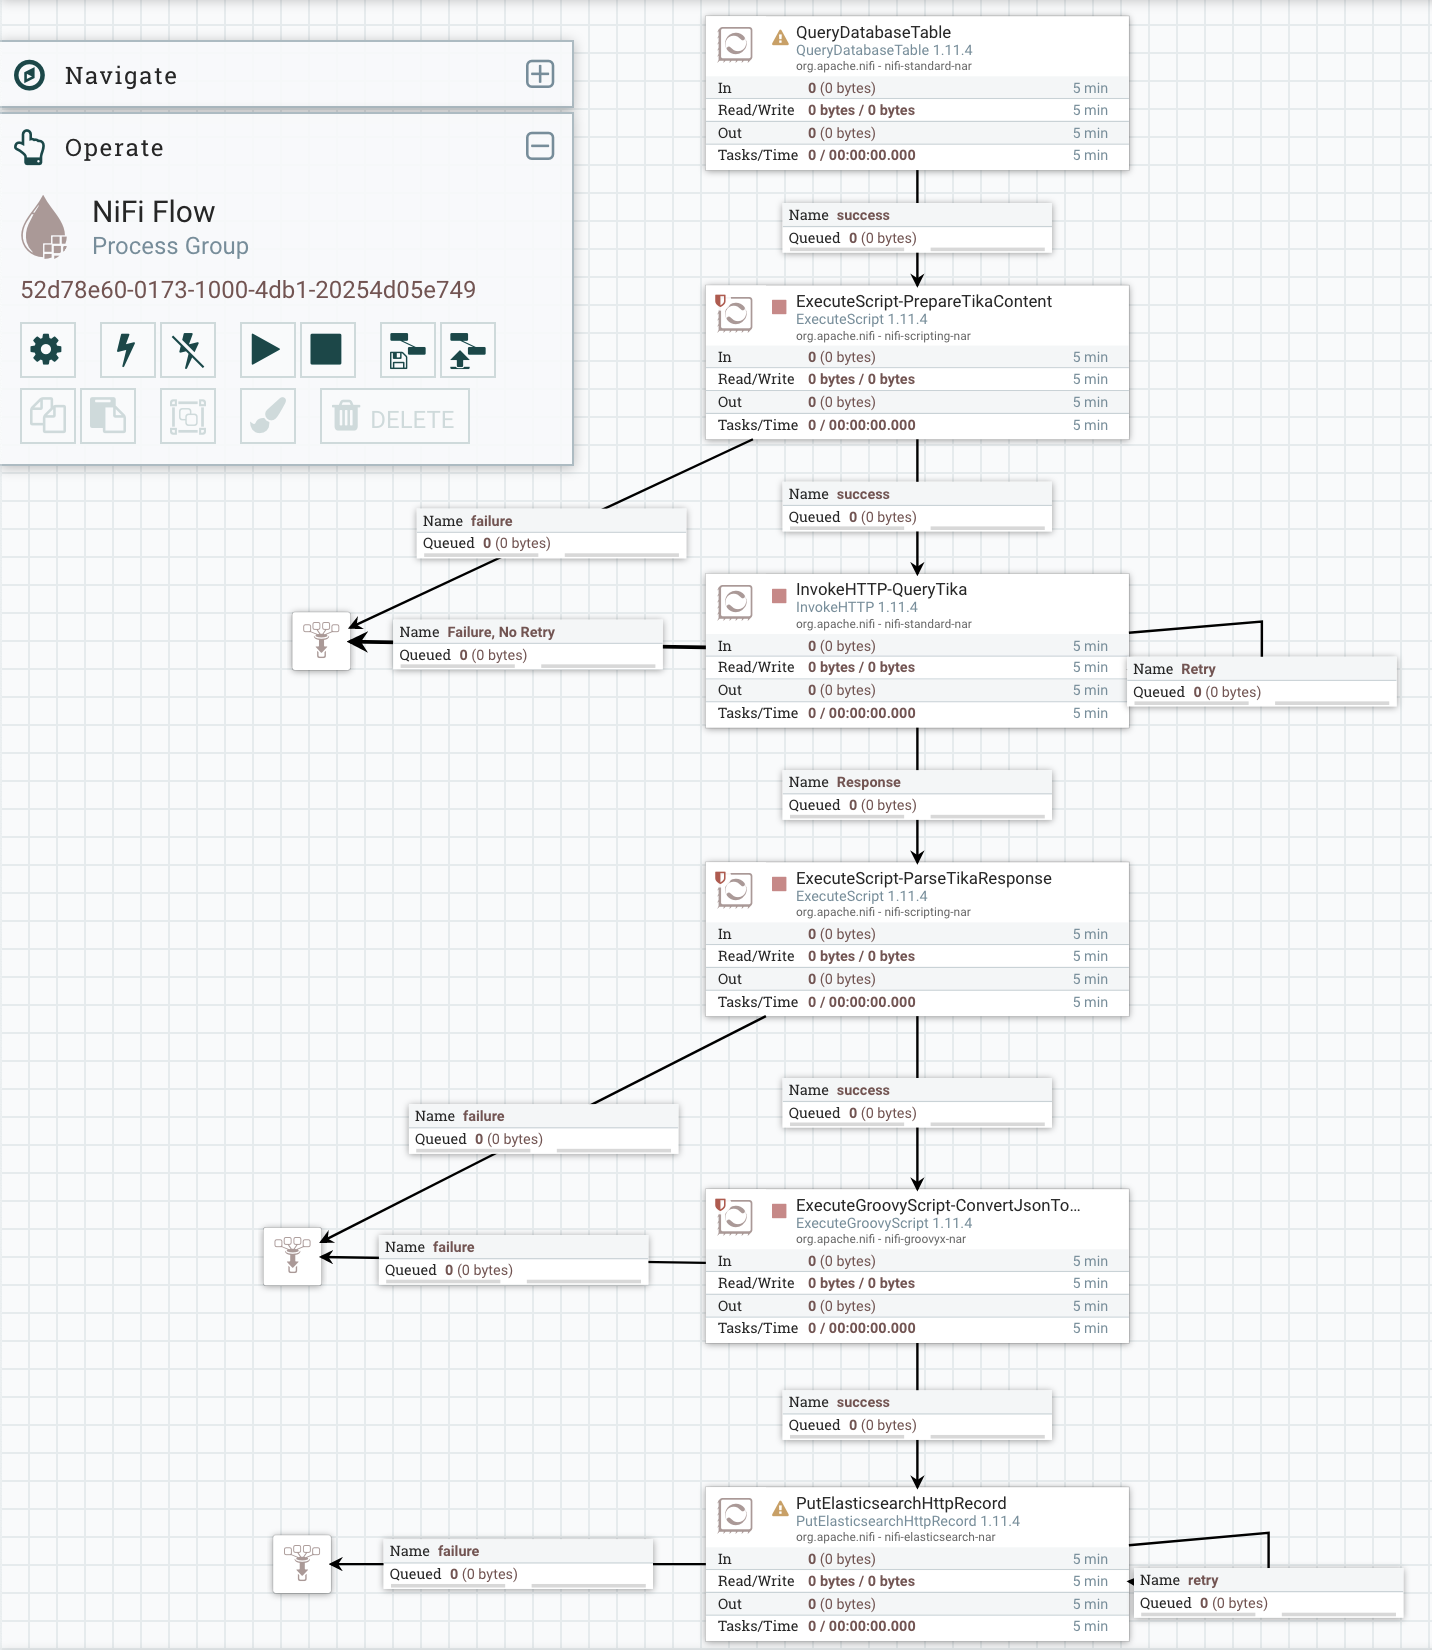 Navigate
Operate
NiFi Flow
Process Group
52d78e60-0173-1000-4db1-20254d05e749
DELETE
QueryDatabaseTable
QueryDatabaseTable 1.11.4
org.apache.nifi - nifi-standard-nar
In 0 (0 bytes) 5 min
Read/Write 0 bytes / 0 bytes 5 min
Out 0 (0 bytes) 5 min
Tasks/Time 0 / 00:00:00.000 5 min
Name success
Queued 0 (0 bytes)
ExecuteScript-PrepareTikaContent
ExecuteScript 1.11.4
org.apache.nifi - nifi-scripting-nar
In 0 (0 bytes) 5 min
Read/Write 0 bytes / 0 bytes 5 min
Out 0 (0 bytes) 5 min
Tasks/Time 0 / 00:00:00.000 5 min
Name success
Queued 0 (0 bytes)
Name failure
Queued 0 (0 bytes)
InvokeHTTP-QueryTika
InvokeHTTP 1.11.4
org.apache.nifi - nifi-standard-nar
In 0 (0 bytes) 5 min
Read/Write 0 bytes / 0 bytes 5 min
Out 0 (0 bytes) 5 min
Tasks/Time 0 / 00:00:00.000 5 min
Name Failure, No Retry
Queued 0 (0 bytes)
Name Retry
Queued 0 (0 bytes)
Name Response
Queued 0 (0 bytes)
ExecuteScript-ParseTikaResponse
ExecuteScript 1.11.4
org.apache.nifi - nifi-scripting-nar
In 0 (0 bytes) 5 min
Read/Write 0 bytes / 0 bytes 5 min
Out 0 (0 bytes) 5 min
Tasks/Time 0 / 00:00:00.000 5 min
Name success
Queued 0 (0 bytes)
Name failure
Queued 0 (0 bytes)
ExecuteGroovyScript-ConvertJsonTo...
ExecuteGroovyScript 1.11.4
org.apache.nifi - nifi-groovyx-nar
In 0 (0 bytes) 5 min
Read/Write 0 bytes / 0 bytes 5 min
Out 0 (0 bytes) 5 min
Tasks/Time 0 / 00:00:00.000 5 min
Name failure
Queued 0 (0 bytes)
Name success
Queued 0 (0 bytes)
PutElasticsearchHttpRecord
PutElasticsearchHttpRecord 1.11.4
org.apache.nifi - nifi-elasticsearch-nar
In 0 (0 bytes) 5 min
Read/Write 0 bytes / 0 bytes 5 min
Out 0 (0 bytes) 5 min
Tasks/Time 0 / 00:00:00.000 5 min
Name failure
Queued 0 (0 bytes)
Name retry
Queued 0 (0 bytes)